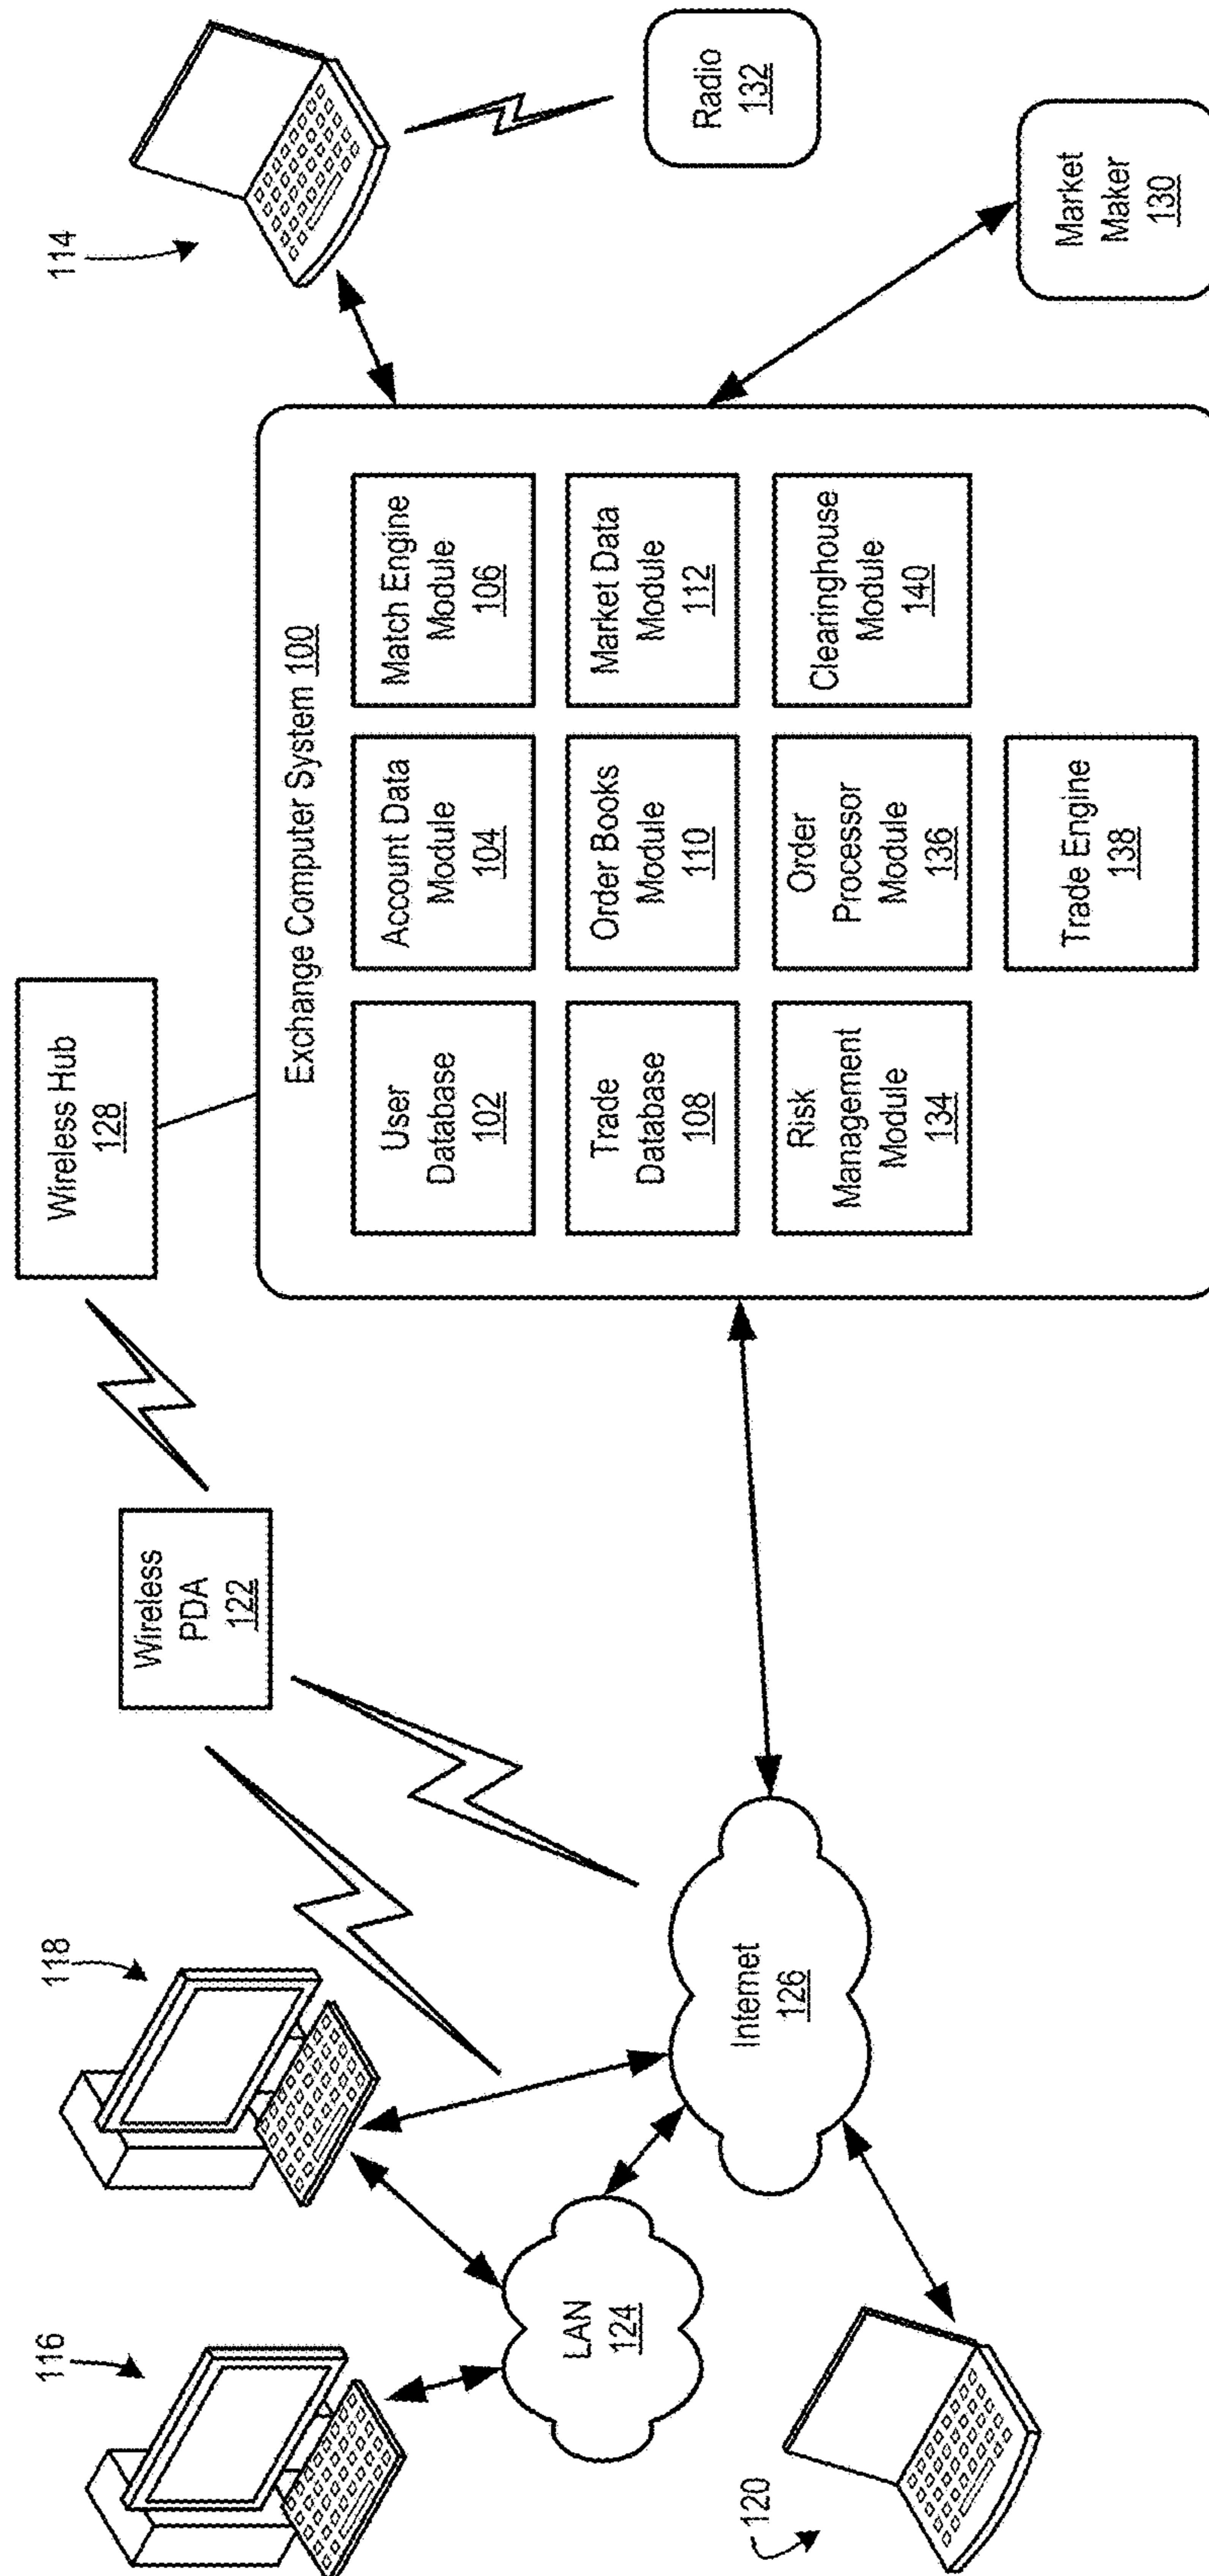 116
118
Wireless
PDA
122
Wireless Hub
128
114
Exchange Computer System 100
User
Database
102
Account Data
Module
104
Match Engine
Module
106
Trade
Database
108
Order Books
Module
110
Market Data
Module
112
Risk
Management
Module
134
Order
Processor
Module
136
Clearinghouse
Module
140
Trade Engine
138
Radio
132
Market
Maker
130
LAN
124
Internet
126
120